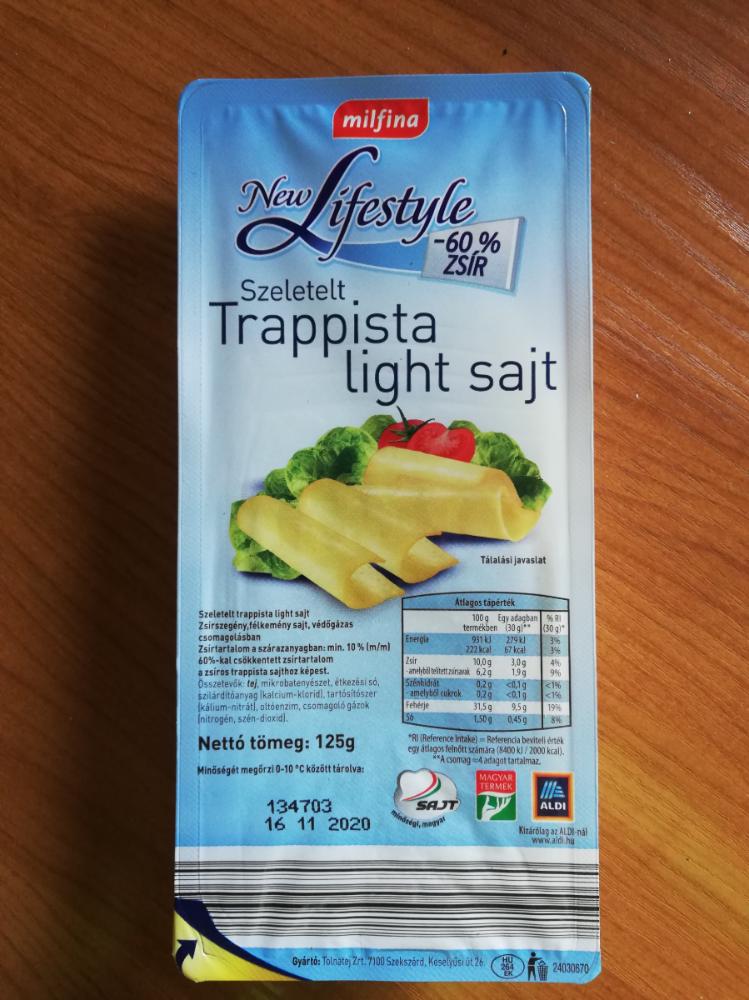 milfina
New Lifestyle
-60 %
ZSÍR
Szeletelt
Trappista
light sajt
Tálalási javaslat
Szeletelt trappista light sajt
Zsírszegény, félkemény sajt, védőgázas
csomagolásban
Zsírtartalom a szárazanyagban: min. 10 % (m/m)
60%-kal csökkentett zsírtartalom
a zsíros trappista sajthoz képest.
Összetevők: tej, mikrobatenyészet, étkezési só,
szilárdítóanyag (kalcium-klorid), tartósítószer
(kálium-nitrát), oltóenzim, csomagoló gázok
(nitrogén, szén-dioxid).
Nettó tömeg: 125g
Minőségét megőrzi 0-10 °C között tárolva:
134703
16 11 2020
Átlagos tápérték
100 g Egy adagban % RI
termékben (30 g)** (30 g)*
Energia 931 kJ 279 kJ 3%
222 kcal 67 kcal 3%
Zsír 10,0 g 3,0 g 4%
- amelyből telített zsírsavak 6,2 g 1,9 g 9%
Szénhidrát 0,2 g <0,1 g <1%
- amelyből cukrok 0,2 g <0,1 g <1%
Fehérje 31,5 g 9,5 g 19%
Só 1,50 g 0,45 g 8%
*RI (Reference Intake) = Referencia beviteli érték
egy átlagos felnőtt számára (8400 kJ / 2000 kcal).
**A csomag ≈4 adagot tartalmaz.
SAJT
minőségi, magyar
MAGYAR
TERMÉK
ALDI
Kizárólag az ALDI-nál
www.aldi.hu
Gyártó: Tolnatej Zrt. 7100 Szekszárd, Keselyűsi út 26.
HU
264
EK
24030670